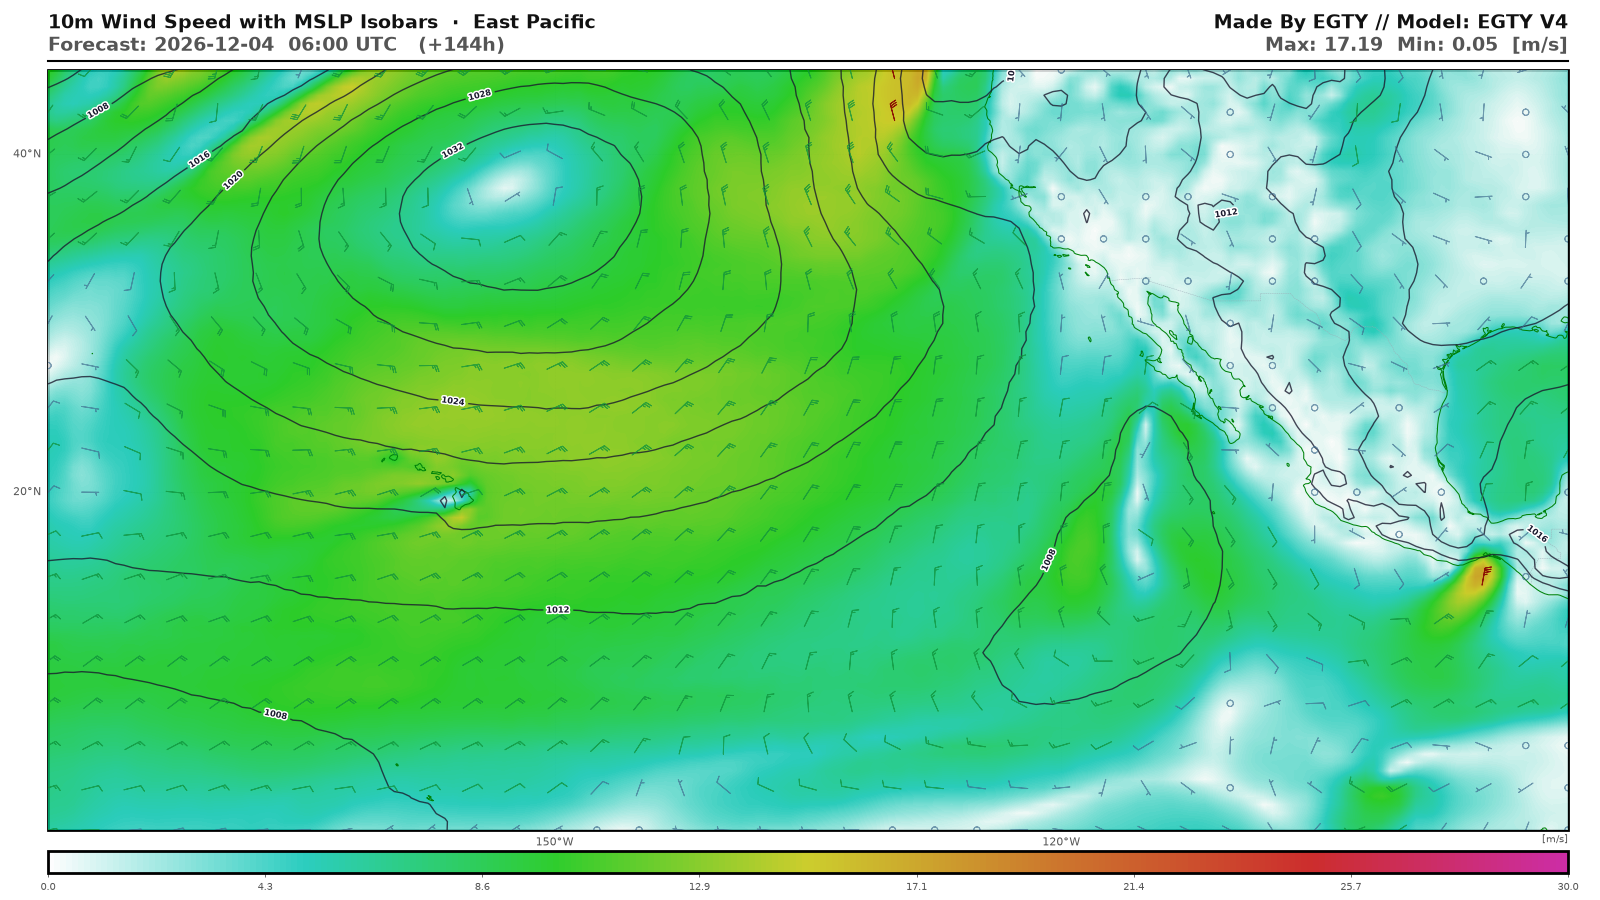 10m Wind Speed with MSLP Isobars  ·  East Pacific
Made By EGTY // Model: EGTY V4
Forecast: 2026-12-04  06:00 UTC   (+144h)
Max: 17.19  Min: 0.05  [m/s]
10
1028
1008
40°N
1032
1016
1020
1012
1024
20°N
1016
1008
1012
1008
150°W
120°W
[m/s]
0.0
4.3
8.6
12.9
17.1
21.4
25.7
30.0